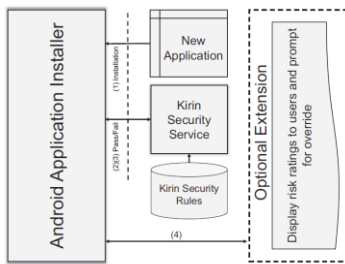 Android Application Installer
(1) Installation
(2)(3) Pass/Fail
New
Application
Kirin
Security
Service
Kirin Security
Rules
(4)
Optional Extension
Display risk ratings to users and prompt
for override